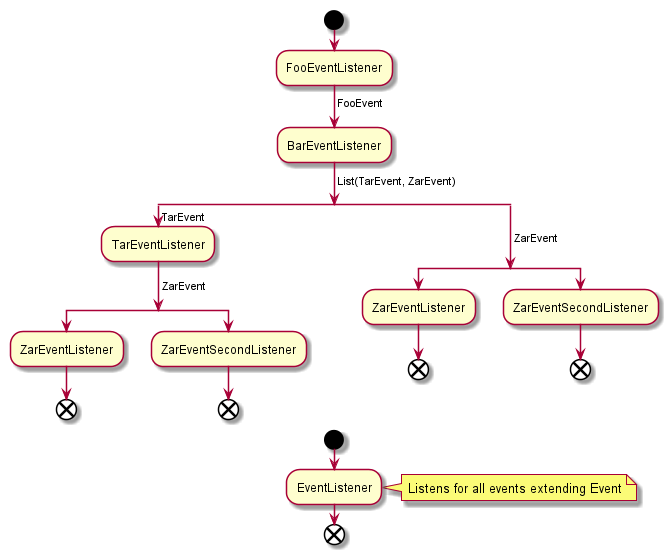 FooEventListener
FooEvent
BarEventListener
List(TarEvent, ZarEvent)
TarEvent
TarEventListener
ZarEvent
ZarEventListener
ZarEventSecondListener
ZarEvent
ZarEventListener
ZarEventSecondListener
EventListener
Listens for all events extending Event